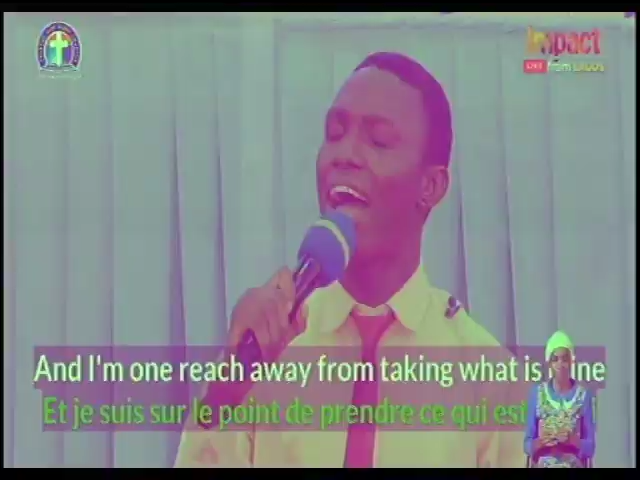 impact
LIVE from LAGOS
And I'm one reach away from taking what is mine
Et je suis sur le point de prendre ce qui est